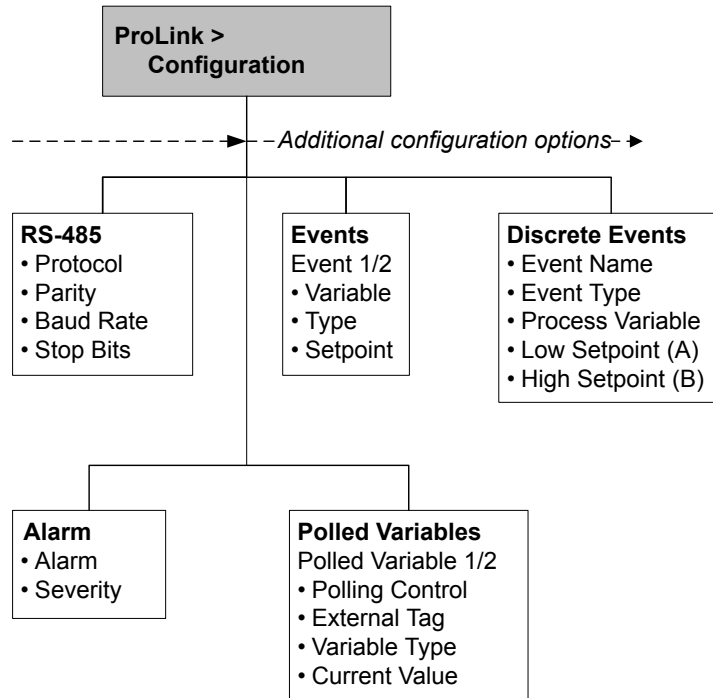 ProLink >
Configuration
Additional configuration options
RS-485
• Protocol
• Parity
• Baud Rate
• Stop Bits
Events
Event 1/2
• Variable
• Type
• Setpoint
Discrete Events
• Event Name
• Event Type
• Process Variable
• Low Setpoint (A)
• High Setpoint (B)
Alarm
• Alarm
• Severity
Polled Variables
Polled Variable 1/2
• Polling Control
• External Tag
• Variable Type
• Current Value